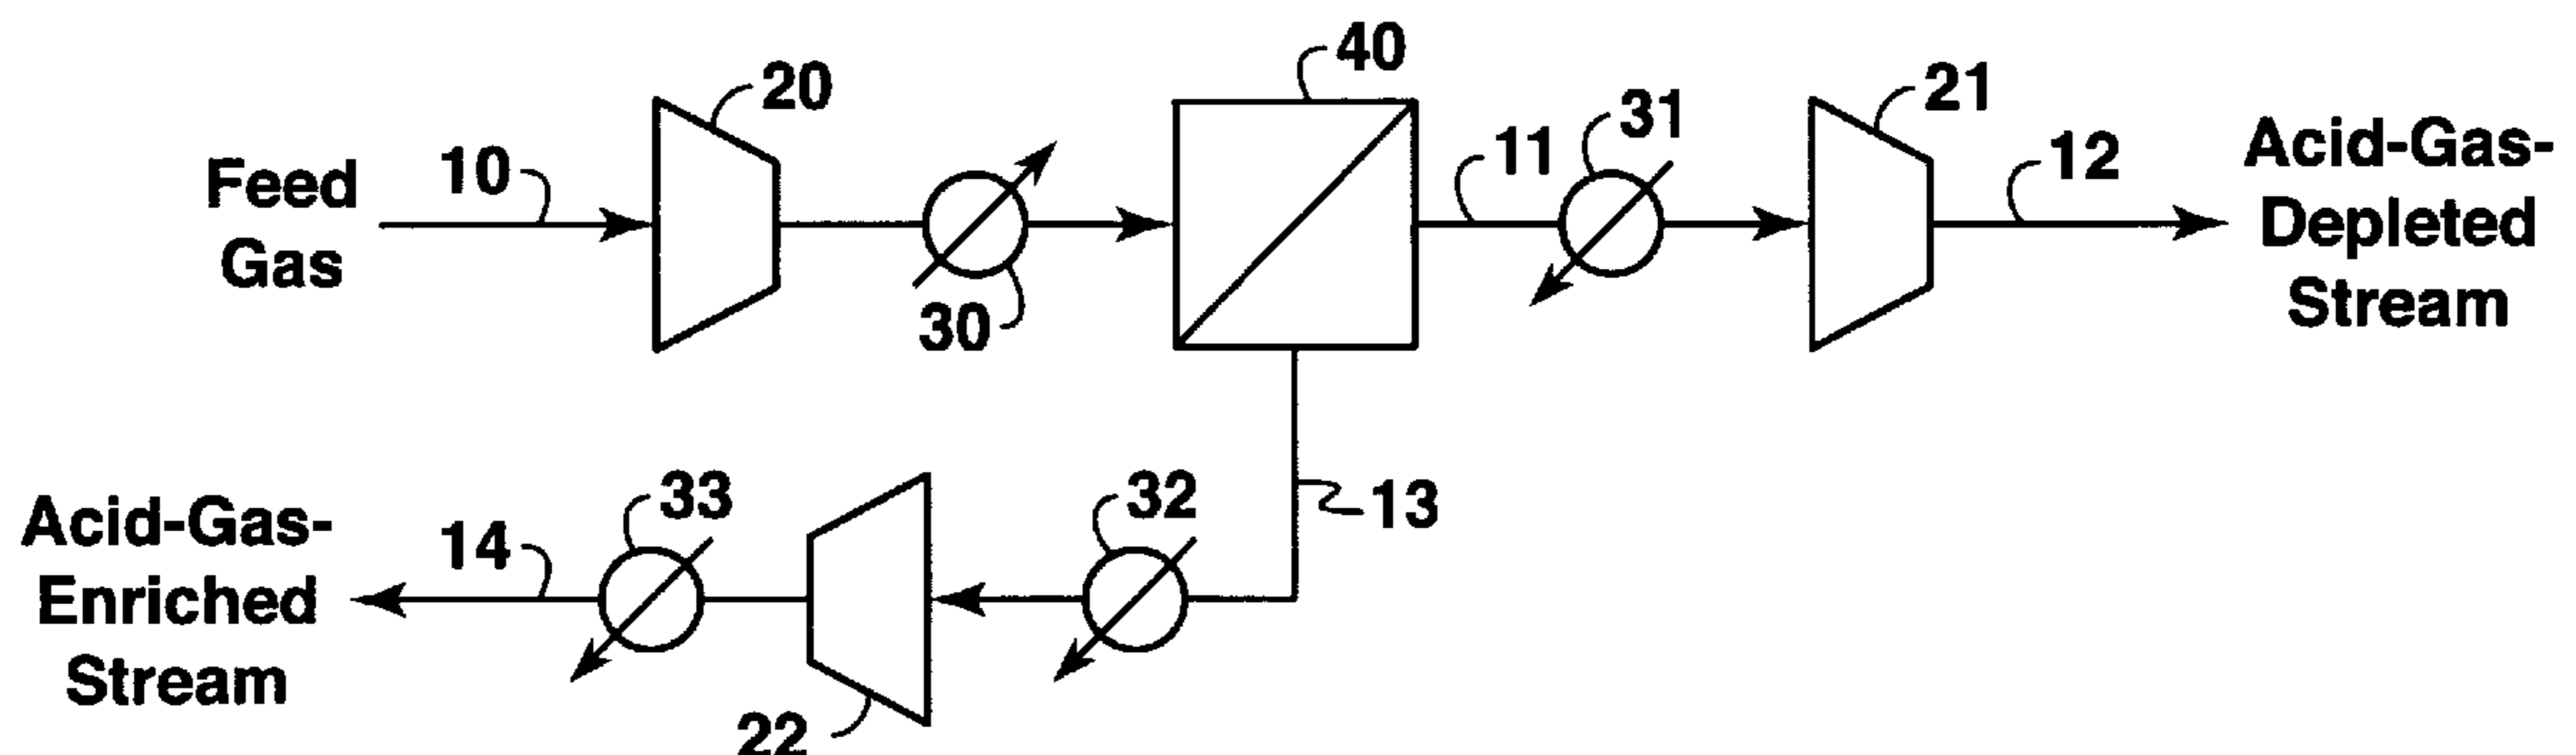 40
20
31
21
Acid-Gas-
Depleted
Stream
Feed
Gas
10
11
12
30
Acid-Gas-
Enriched
Stream
14
33
32
13
22